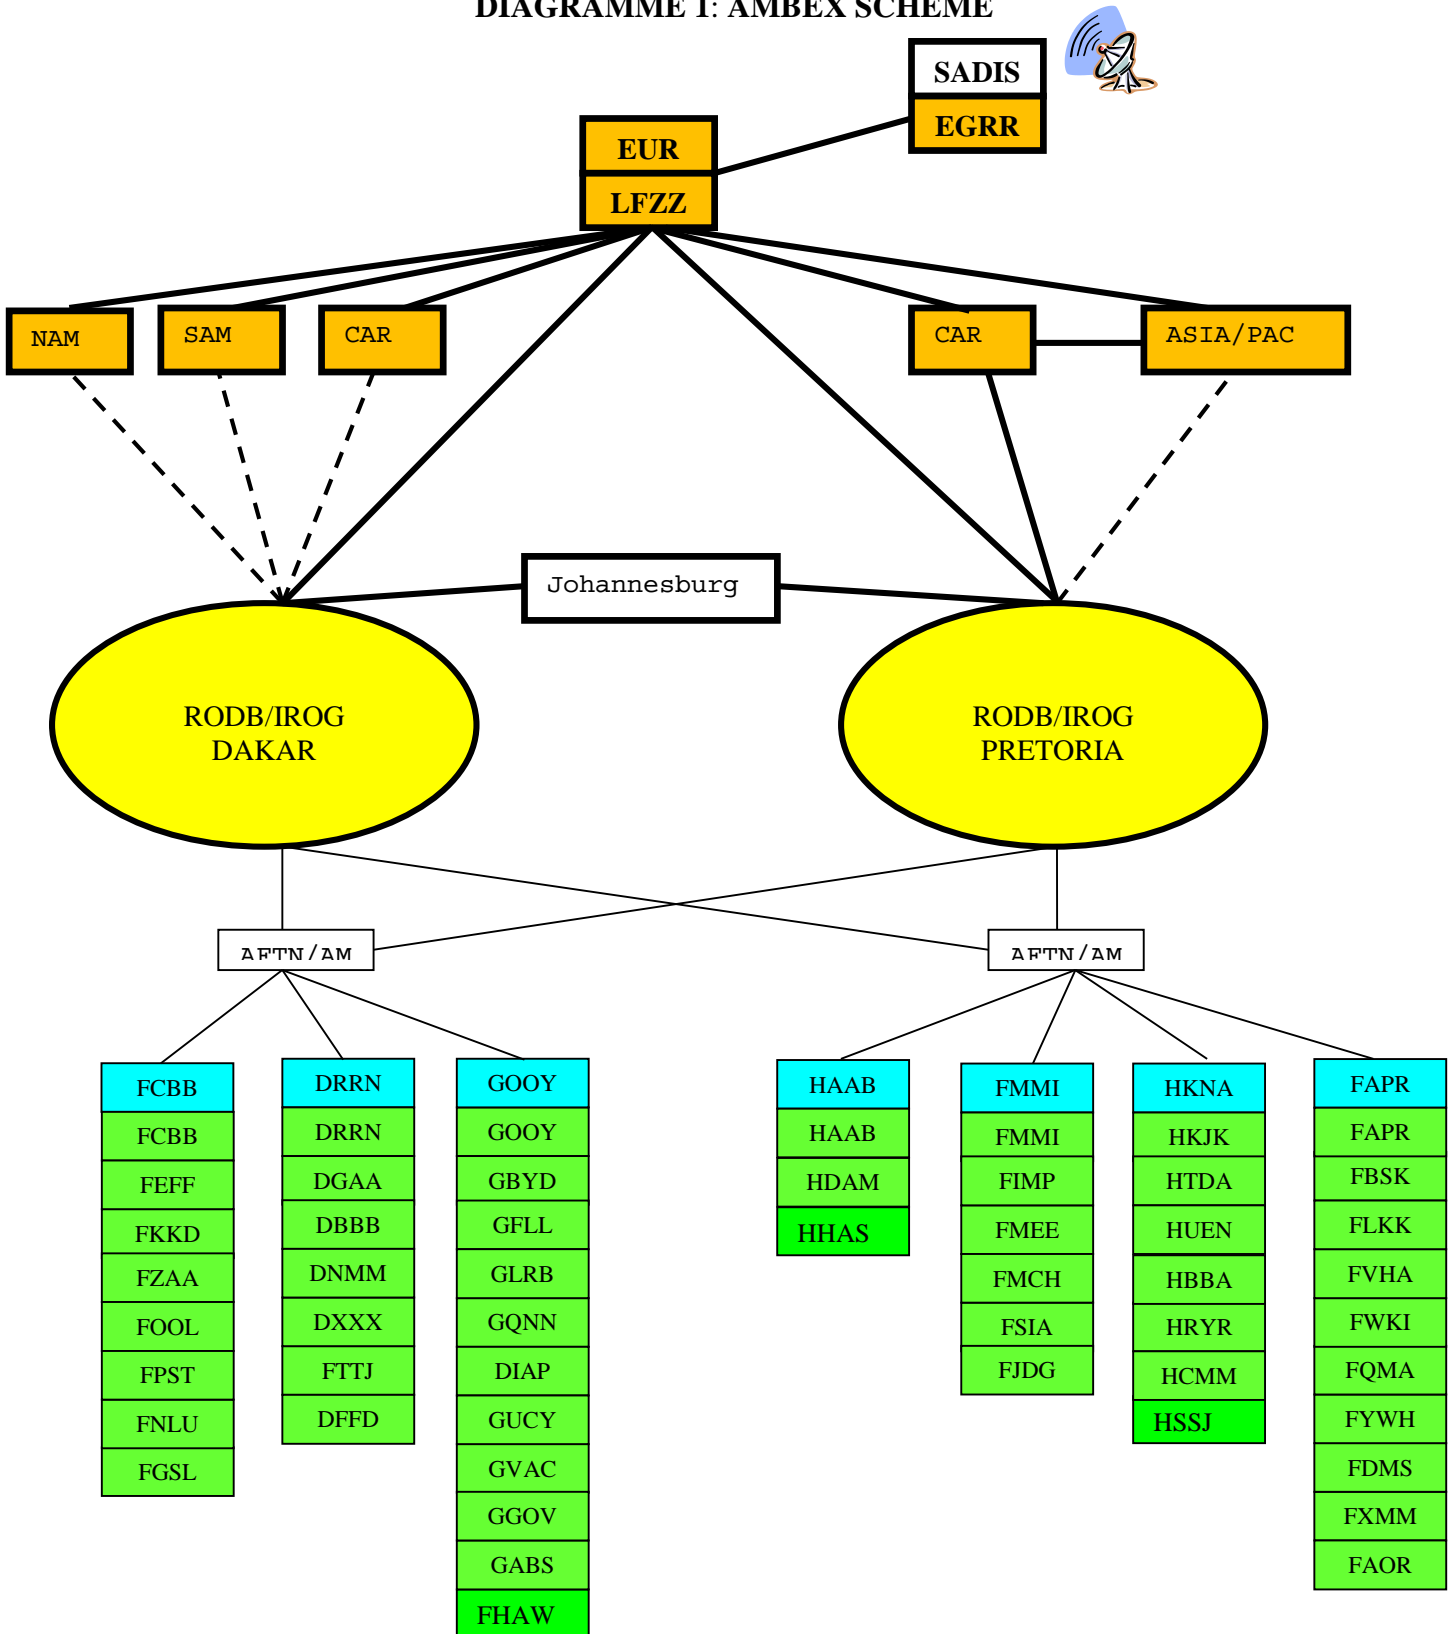 DIAGRAMME 1: AMBEX SCHEME
SADIS
EGRR
EUR
LFZZ
NAM
SAM
CAR
CAR
ASIA/PAC
Johannesburg
RODB/IROG
DAKAR
RODB/IROG
PRETORIA
AFTN/AM
AFTN/AM
FCBB
FCBB
FEFF
FKKD
FZAA
FOOL
FPST
FNLU
FGSL
DRRN
DRRN
DGAA
DBBB
DNMM
DXXX
FTTJ
DFFD
GOOY
GOOY
GBYD
GFLL
GLRB
GQNN
DIAP
GUCY
GVAC
GGOV
GABS
FHAW
HAAB
HAAB
HDAM
HHAS
FMMI
FMMI
FIMP
FMEE
FMCH
FSIA
FJDG
HKNA
HKJK
HTDA
HUEN
HBBA
HRYR
HCMM
HSSJ
FAPR
FAPR
FBSK
FLKK
FVHA
FWKI
FQMA
FYWH
FDMS
FXMM
FAOR